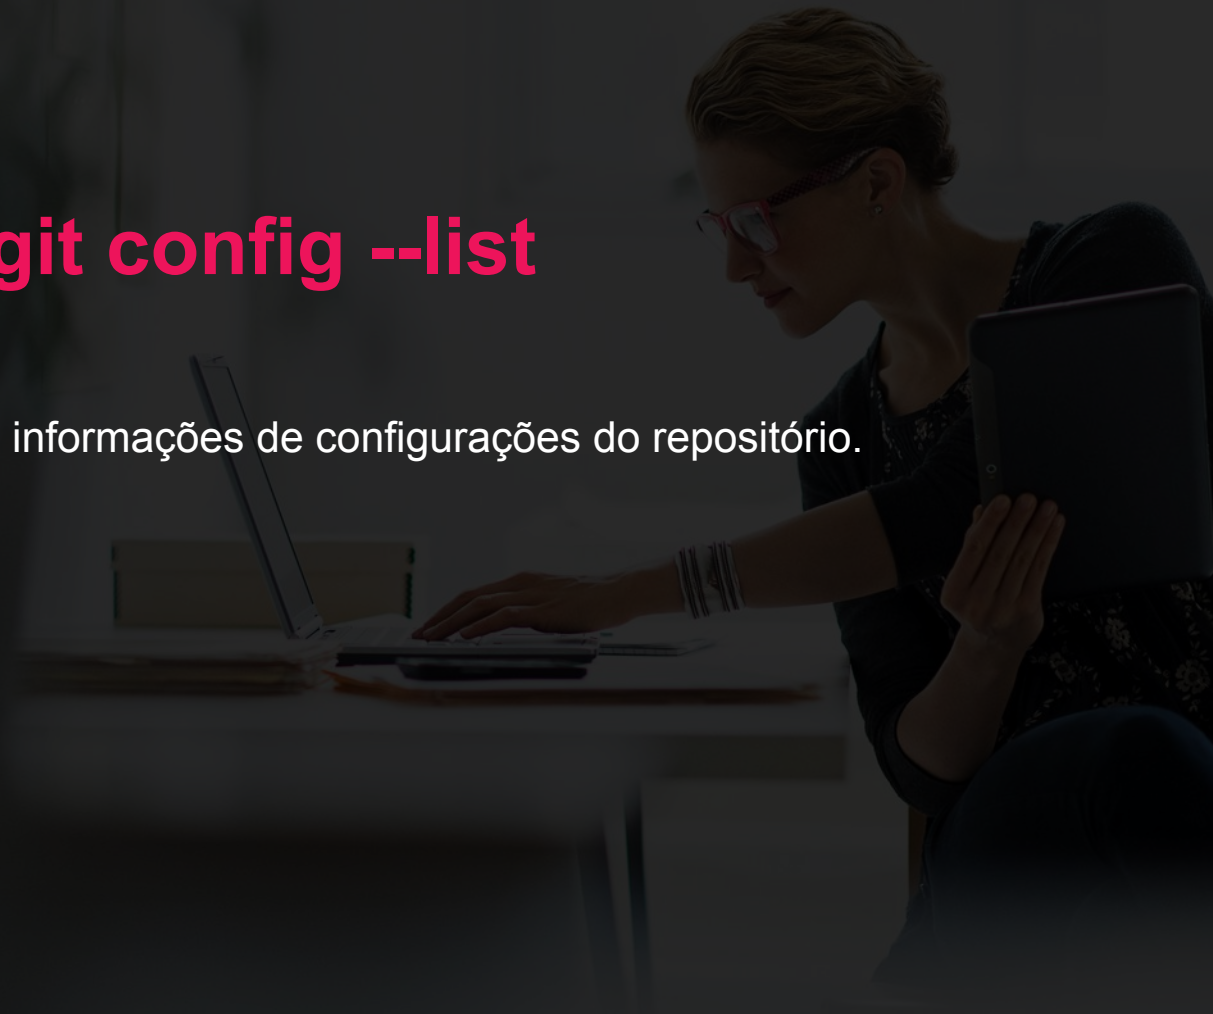 git config --list
informações de configurações do repositório.